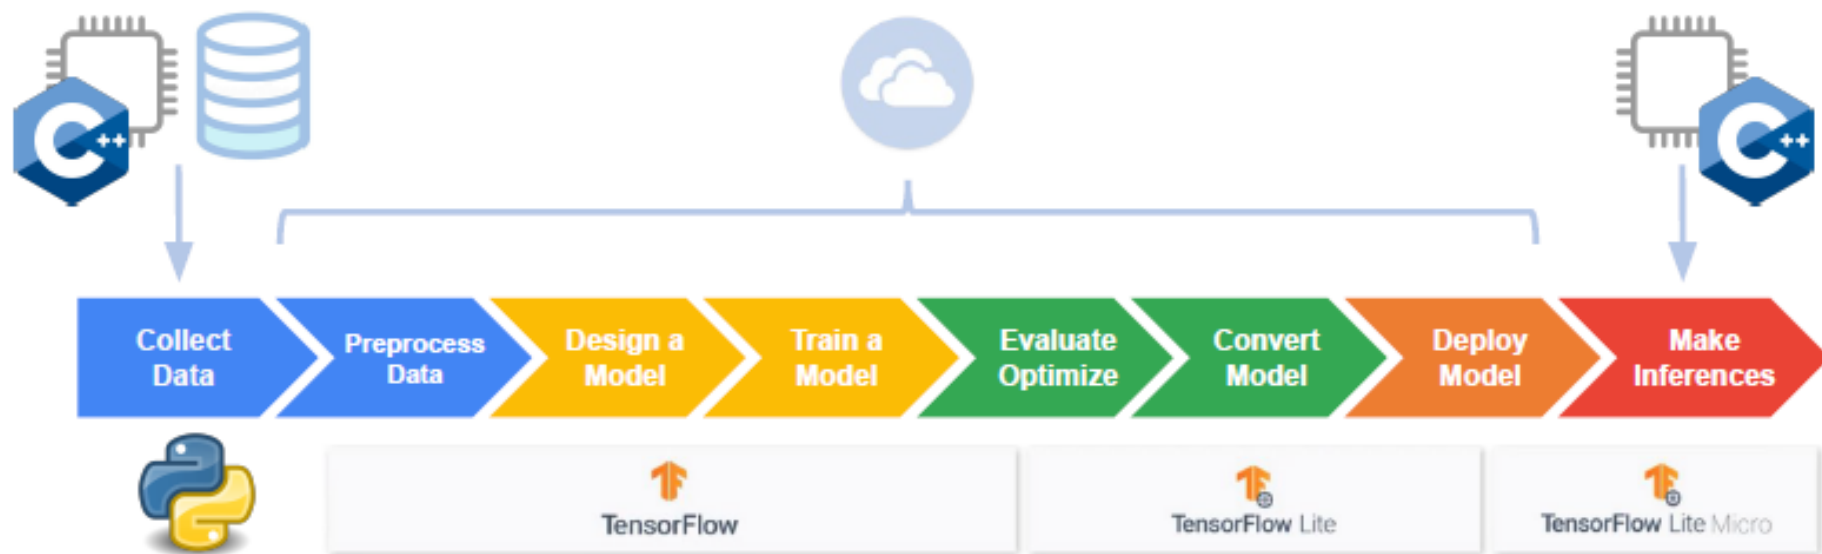 C++
C++
Collect
Data
Preprocess
Data
Design a
Model
Train a
Model
Evaluate
Optimize
Convert
Model
Deploy
Model
Make
Inferences
TensorFlow
TensorFlow Lite
TensorFlow Lite Micro